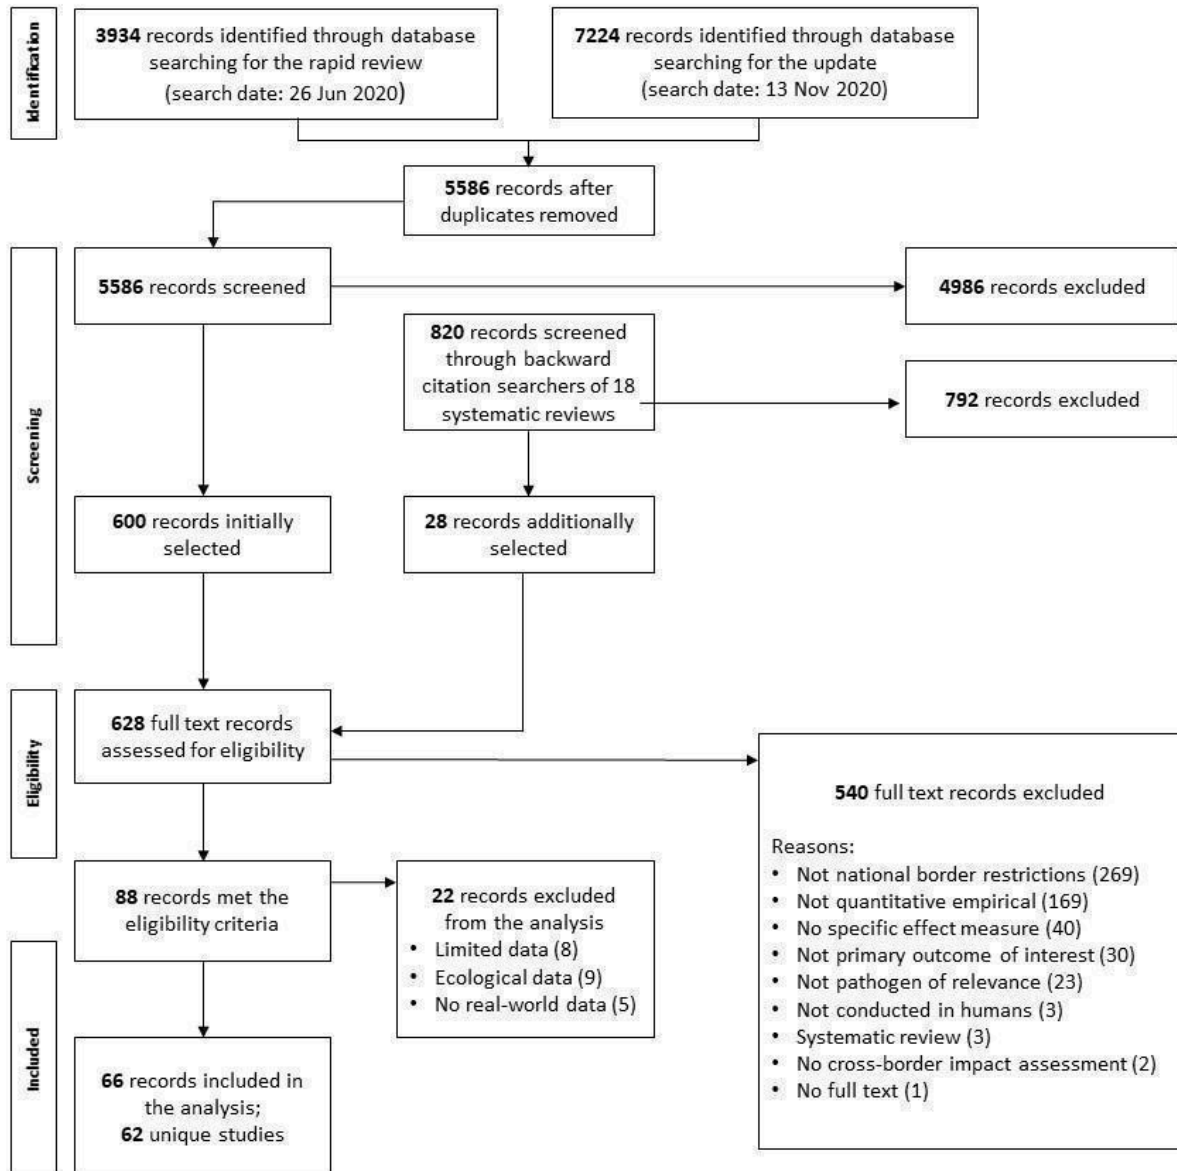 Identification
3934 records identified through database
searching for the rapid review
(search date: 26 Jun 2020)
7224 records identified through database
searching for the update
(search date: 13 Nov 2020)
5586 records after
duplicates removed
Screening
5586 records screened
4986 records excluded
820 records screened
through backward
citation searchers of 18
systematic reviews
792 records excluded
600 records initially
selected
28 records additionally
selected
Eligibility
628 full text records
assessed for eligibility
540 full text records excluded
Reasons:
• Not national border restrictions (269)
• Not quantitative empirical (169)
• No specific effect measure (40)
• Not primary outcome of interest (30)
• Not pathogen of relevance (23)
• Not conducted in humans (3)
• Systematic review (3)
• No cross-border impact assessment (2)
• No full text (1)
88 records met the
eligibility criteria
22 records excluded
from the analysis
• Limited data (8)
• Ecological data (9)
• No real-world data (5)
Included
66 records included in
the analysis;
62 unique studies